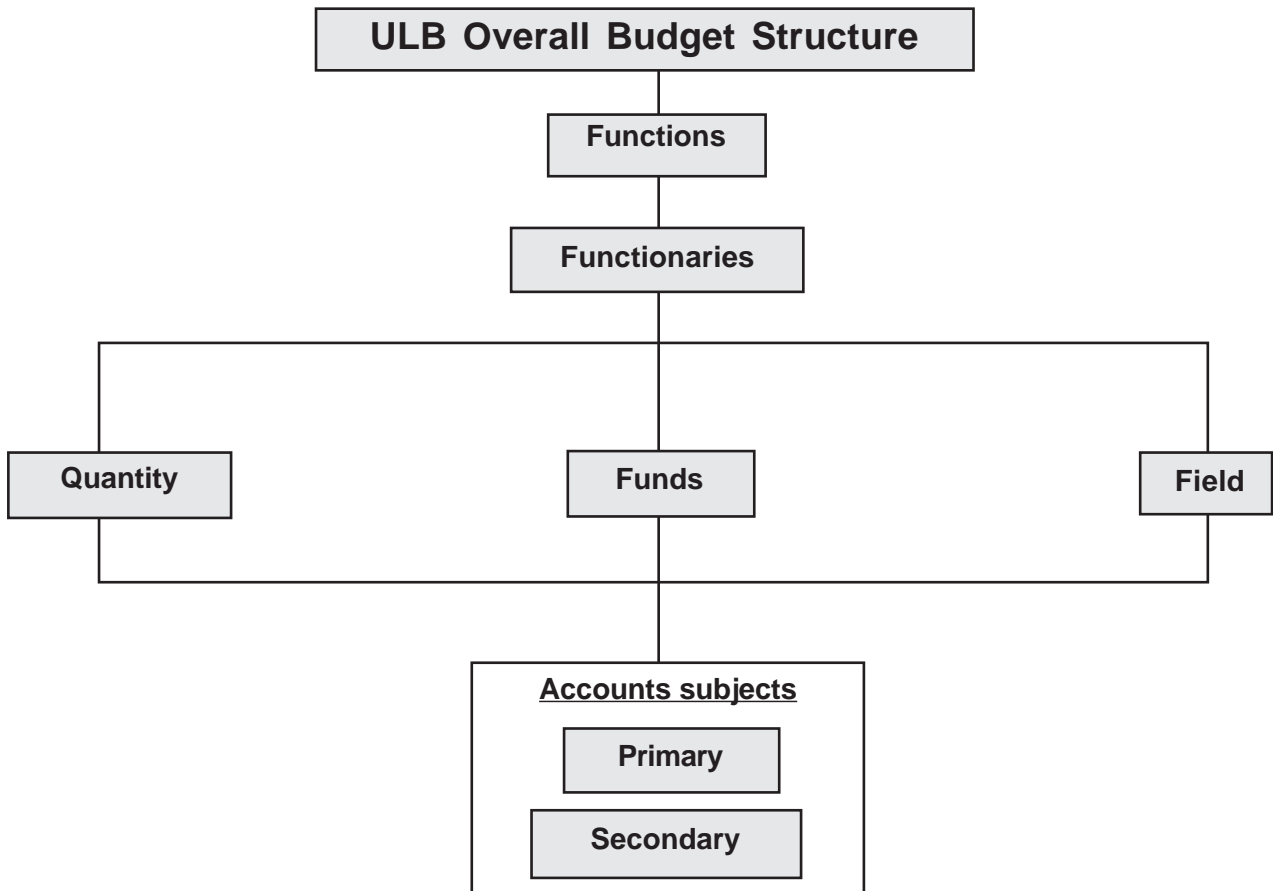 ULB Overall Budget Structure
Functions
Functionaries
Quantity
Funds
Field
Accounts subjects
Primary
Secondary